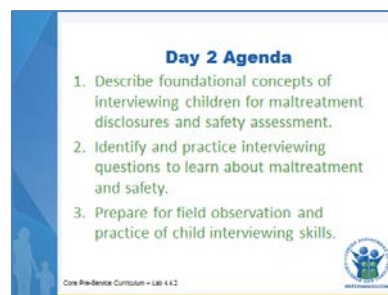 Day 2 Agenda
1. Describe foundational concepts of
interviewing children for maltreatment
disclosures and safety assessment.
2. Identify and practice interviewing
questions to learn about maltreatment
and safety.
3. Prepare for field observation and
practice of child interviewing skills.
Core Pre-Service Curriculum – Lab 4.4.2
MYFLFAMILIES.COM